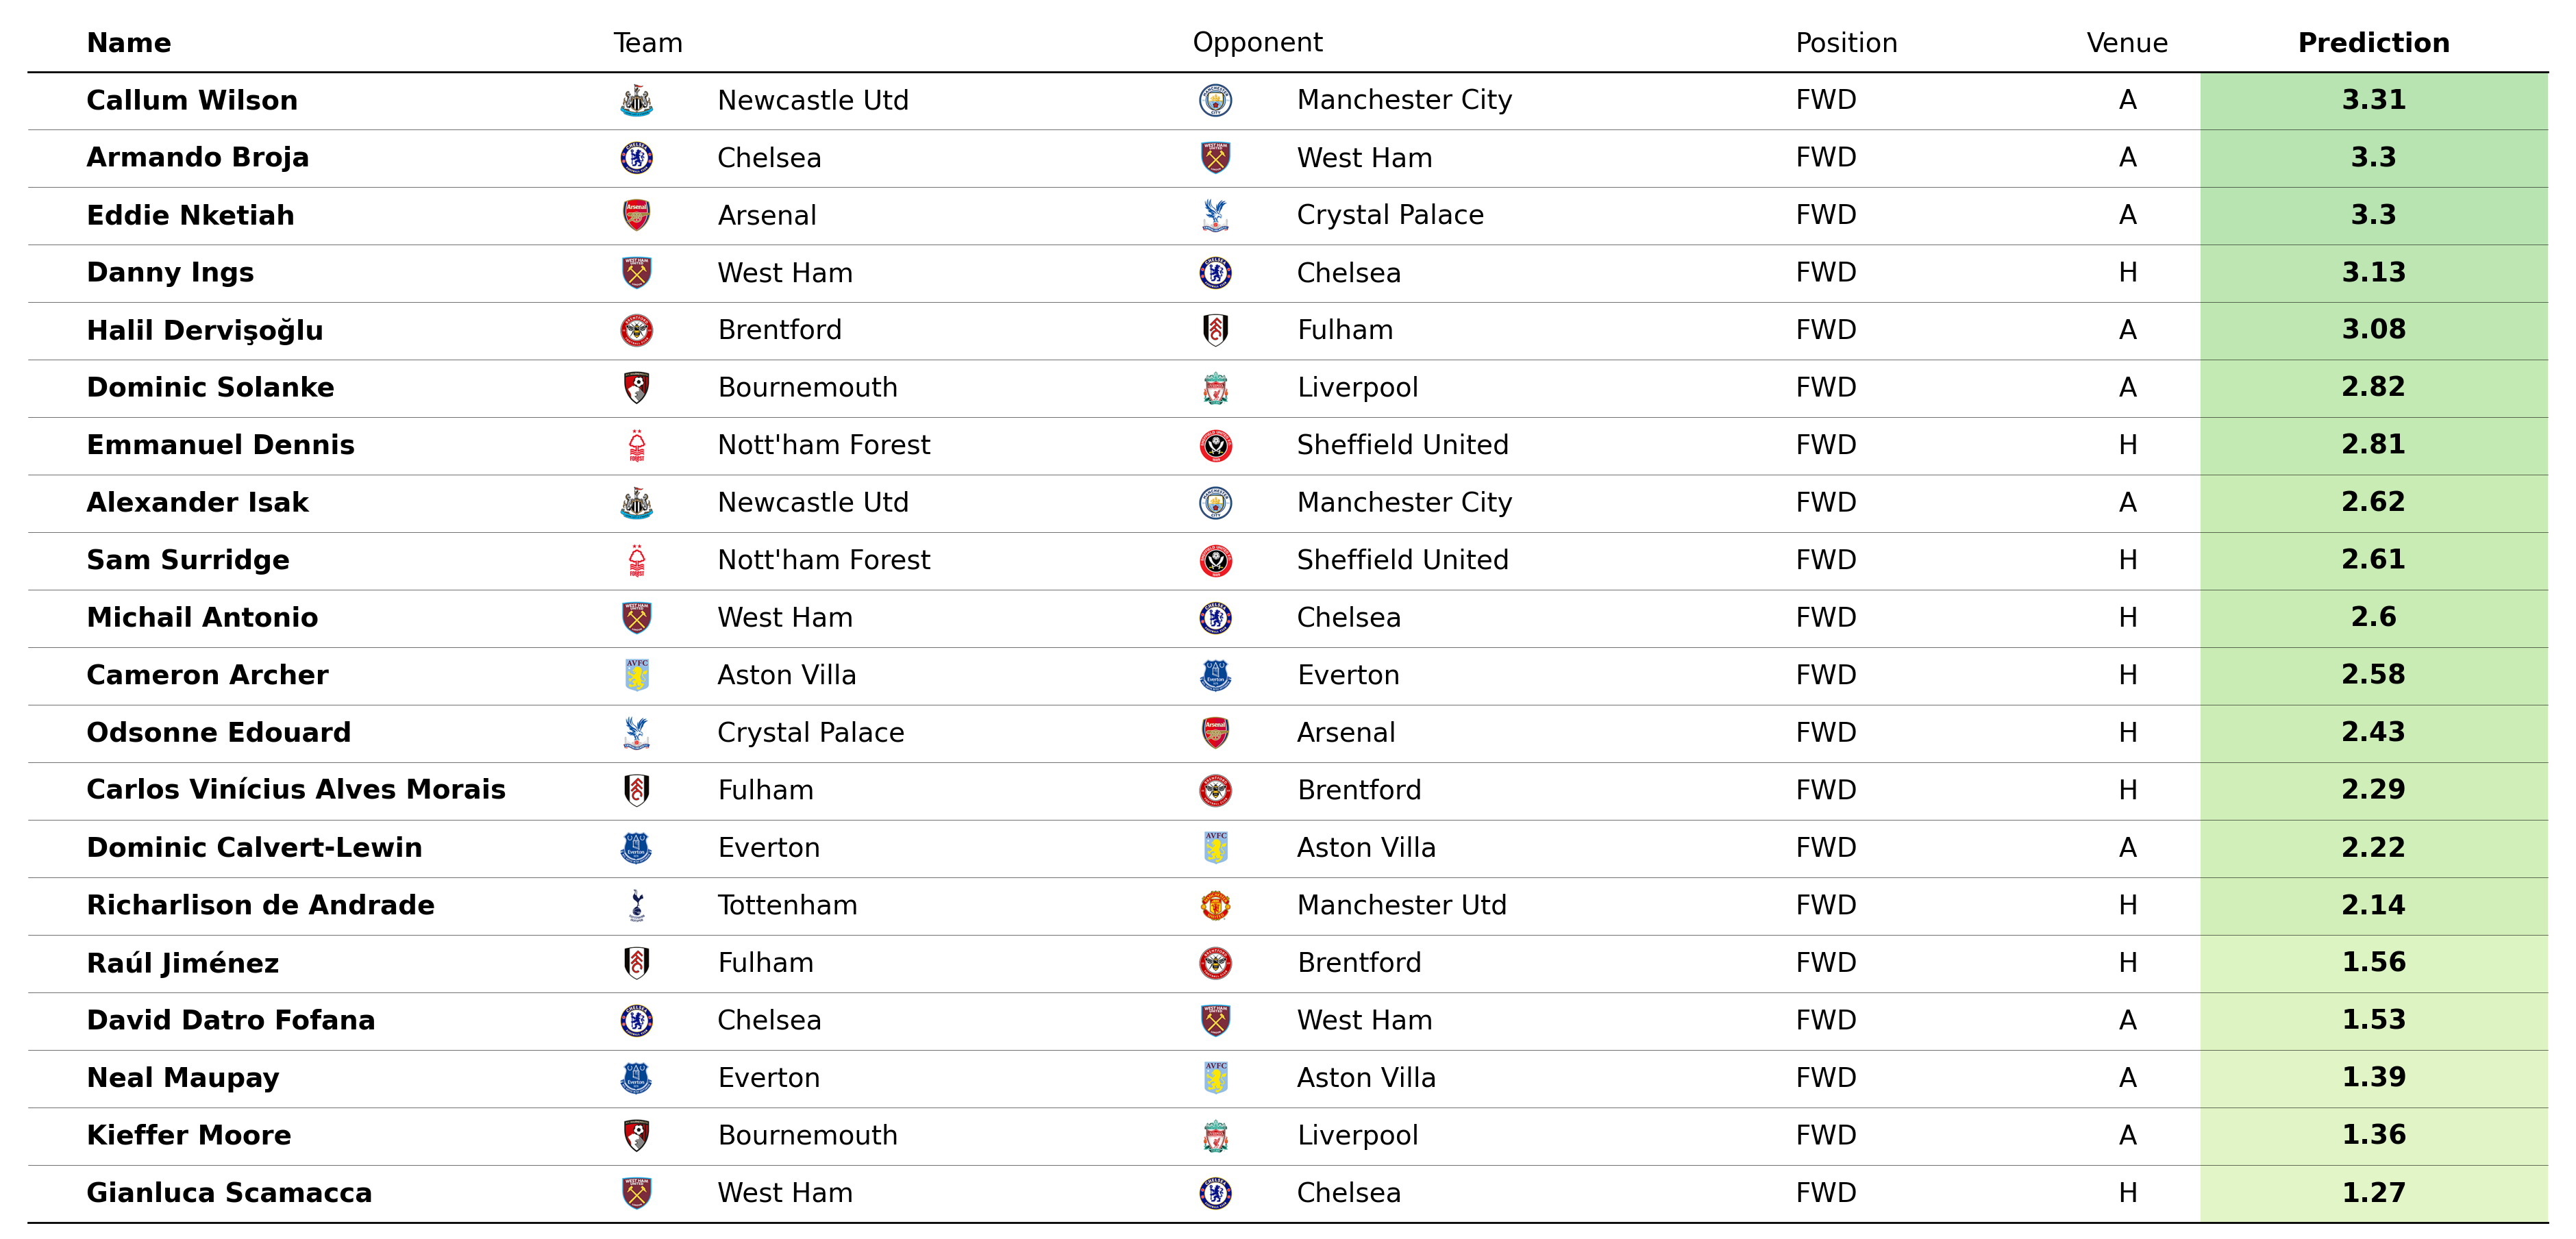 Name Team Opponent Position Venue Prediction
Callum Wilson Newcastle Utd Manchester City FWD A 3.31
Armando Broja Chelsea West Ham FWD A 3.3
Eddie Nketiah Arsenal Crystal Palace FWD A 3.3
Danny Ings West Ham Chelsea FWD H 3.13
Halil Dervişoğlu Brentford Fulham FWD A 3.08
Dominic Solanke Bournemouth Liverpool FWD A 2.82
Emmanuel Dennis Nott'ham Forest Sheffield United FWD H 2.81
Alexander Isak Newcastle Utd Manchester City FWD A 2.62
Sam Surridge Nott'ham Forest Sheffield United FWD H 2.61
Michail Antonio West Ham Chelsea FWD H 2.6
Cameron Archer Aston Villa Everton FWD H 2.58
Odsonne Edouard Crystal Palace Arsenal FWD H 2.43
Carlos Vinícius Alves Morais Fulham Brentford FWD H 2.29
Dominic Calvert-Lewin Everton Aston Villa FWD A 2.22
Richarlison de Andrade Tottenham Manchester Utd FWD H 2.14
Raúl Jiménez Fulham Brentford FWD H 1.56
David Datro Fofana Chelsea West Ham FWD A 1.53
Neal Maupay Everton Aston Villa FWD A 1.39
Kieffer Moore Bournemouth Liverpool FWD A 1.36
Gianluca Scamacca West Ham Chelsea FWD H 1.27